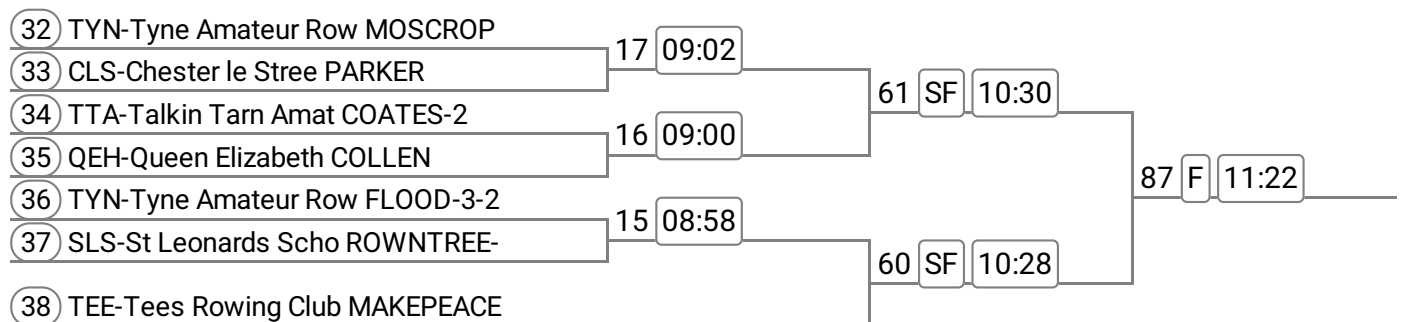 32 TYN-Tyne Amateur Row MOSCROP
17 09:02
33 CLS-Chester le Stree PARKER
61 SF 10:30
34 TTA-Talkin Tarn Amat COATES-2
16 09:00
35 QEH-Queen Elizabeth COLLEN
87 F 11:22
36 TYN-Tyne Amateur Row FLOOD-3-2
15 08:58
37 SLS-St Leonards Scho ROWNTREE-
60 SF 10:28
38 TEE-Tees Rowing Club MAKEPEACE